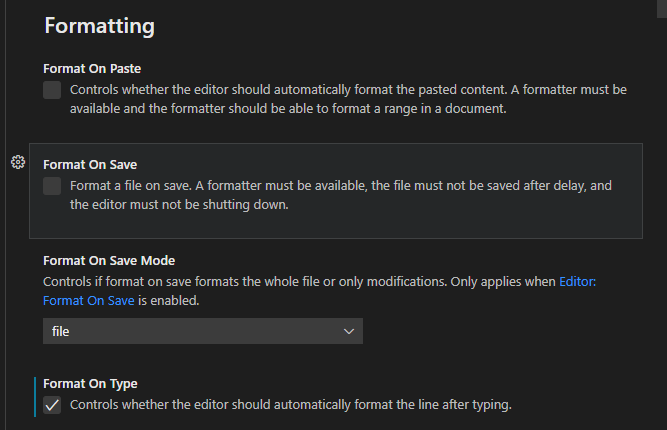 Formatting
Format On Paste
Controls whether the editor should automatically format the pasted content. A formatter must be
available and the formatter should be able to format a range in a document.
Format On Save
Format a file on save. A formatter must be available, the file must not be saved after delay, and
the editor must not be shutting down.
Format On Save Mode
Controls if format on save formats the whole file or only modifications. Only applies when Editor:
Format On Save is enabled.
file
Format On Type
Controls whether the editor should automatically format the line after typing.